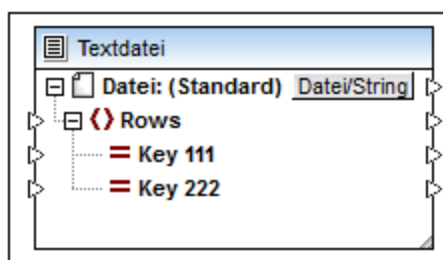 Textdatei
Datei: (Standard) Datei/String
Rows
Key 111
Key 222